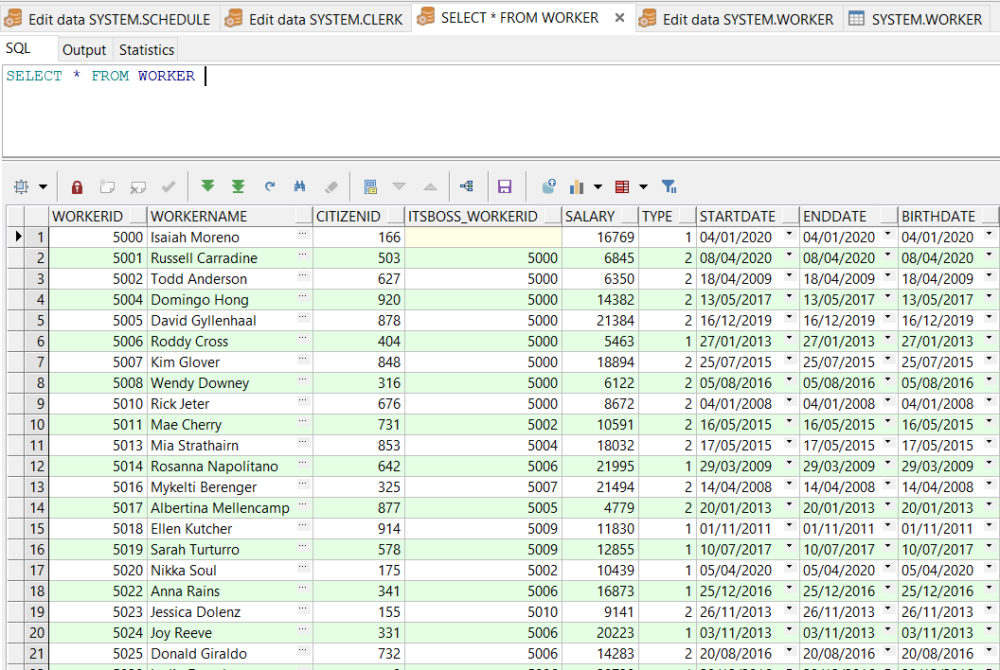 Edit data SYSTEM.SCHEDULE Edit data SYSTEM.CLERK SELECT * FROM WORKER Edit data SYSTEM.WORKER SYSTEM.WORKER
SQL Output Statistics
SELECT * FROM WORKER
WORKERID WORKERNAME CITIZENID ITSBOSS_WORKERID SALARY TYPE STARTDATE ENDDATE BIRTHDATE
1 5000 Isaiah Moreno ... 166 16769 1 04/01/2020 04/01/2020 04/01/2020
2 5001 Russell Carradine ... 503 5000 6845 2 08/04/2020 08/04/2020 08/04/2020
3 5002 Todd Anderson ... 627 5000 6350 2 18/04/2009 18/04/2009 18/04/2009
4 5004 Domingo Hong ... 920 5000 14382 2 13/05/2017 13/05/2017 13/05/2017
5 5005 David Gyllenhaal ... 878 5000 21384 2 16/12/2019 16/12/2019 16/12/2019
6 5006 Roddy Cross ... 404 5000 5463 1 27/01/2013 27/01/2013 27/01/2013
7 5007 Kim Glover ... 848 5000 18894 2 25/07/2015 25/07/2015 25/07/2015
8 5008 Wendy Downey ... 316 5000 6122 2 05/08/2016 05/08/2016 05/08/2016
9 5010 Rick Jeter ... 676 5000 8672 2 04/01/2008 04/01/2008 04/01/2008
10 5011 Mae Cherry ... 731 5002 10591 2 16/05/2015 16/05/2015 16/05/2015
11 5013 Mia Strathairn ... 853 5004 18032 2 17/05/2015 17/05/2015 17/05/2015
12 5014 Rosanna Napolitano ... 642 5006 21995 1 29/03/2009 29/03/2009 29/03/2009
13 5016 Mykelti Berenger ... 325 5007 21494 2 14/04/2008 14/04/2008 14/04/2008
14 5017 Albertina Mellencamp ... 877 5005 4779 2 20/01/2013 20/01/2013 20/01/2013
15 5018 Ellen Kutcher ... 914 5009 11830 1 01/11/2011 01/11/2011 01/11/2011
16 5019 Sarah Turturro ... 578 5009 12855 1 10/07/2017 10/07/2017 10/07/2017
17 5020 Nikka Soul ... 175 5002 10439 1 05/04/2020 05/04/2020 05/04/2020
18 5022 Anna Rains ... 341 5006 16873 1 25/12/2016 25/12/2016 25/12/2016
19 5023 Jessica Dolenz ... 155 5010 9141 2 26/11/2013 26/11/2013 26/11/2013
20 5024 Joy Reeve ... 331 5006 20223 1 03/11/2013 03/11/2013 03/11/2013
21 5025 Donald Giraldo ... 732 5006 14283 2 20/08/2016 20/08/2016 20/08/2016